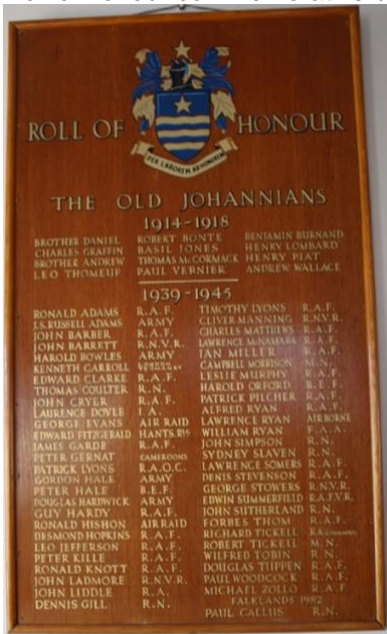 ROLL OF HONOUR
PER LABOREM AD HONOREM
THE OLD JOHANNIANS
1914-1918
BROTHER DANIEL ROBERT BONTE BENJAMIN BURNAND
CHARLES GRAFFIN BASIL JONES HENRY LOMBARD
BROTHER ANDREW THOMAS McCORMACK HENRY PIAT
LEO THOMEUF PAUL VERNIER ANDREW WALLACE
1939-1945
RONALD ADAMS R.A.F.
J.S. RUSSELL ADAMS ARMY
JOHN BARBER R.A.F.
JOHN BARRETT R.N.V.R.
HAROLD BOWLES ARMY
KENNETH CARROLL
EDWARD CLARKE R.A.F.
THOMAS COULTER R.N.
JOHN CRYER R.A.F.
LAURENCE DOYLE I.A.
GEORGE EVANS AIR RAID
EDWARD FITZGERALD HANTS.
JAMES GARDE R.A.F.
PETER GERNAT CAMEROONS
PATRICK LYONS R.A.O.C.
GORDON HALE ARMY
PETER HALE B.E.F
DOUGLAS HARDWICK ARMY
GUY HARDY R.A.F.
RONALD HISHON AIR RAID
DESMOND HOPKINS R.A.F.
LEO JEFFERSON R.A.F.
PETER KILLE R.A.F.
RONALD KNOTT R.A.F.
JOHN LADMORE R.N.V.R.
JOHN LIDDLE R.A.
DENNIS GILL R.N.
TIMOTHY LYONS R.A.F.
CLIVE MANNING R.N.V.R.
CHARLES MATTHEWS R.A.F.
LAWRENCE McNAMARA R.A.F.
IAN MILLER R.A.F.
CAMPBELL MORRISON M.N.
LESLIE MURPHY R.A.F.
HAROLD ORFORD B.E.F.
PATRICK PILCHER R.A.F.
ALFRED RYAN R.A.F.
LAWRENCE RYAN AIRBORNE
WILLIAM RYAN F.A.A.
JOHN SIMPSON R.N.
SYDNEY SLAVEN R.N.
LAWRENCE SOMERS R.A.F.
DENIS STEVENSON R.A.F.
GEORGE STOWERS R.N.V.R.
EDWIN SUMMERFIELD R.A.F.V.R.
JOHN SUTHERLAND R.N.
FORBES THOM R.A.F.
RICHARD TICKELL
ROBERT TICKELL M.N.
WILFRED TOBIN R.N.
DOUGLAS TUPPEN R.A.F.
PAUL WOODCOCK R.A.F.
MICHAEL ZOLLO R.A.F.
FALKLANDS 1982
PAUL CALLUS R.N.